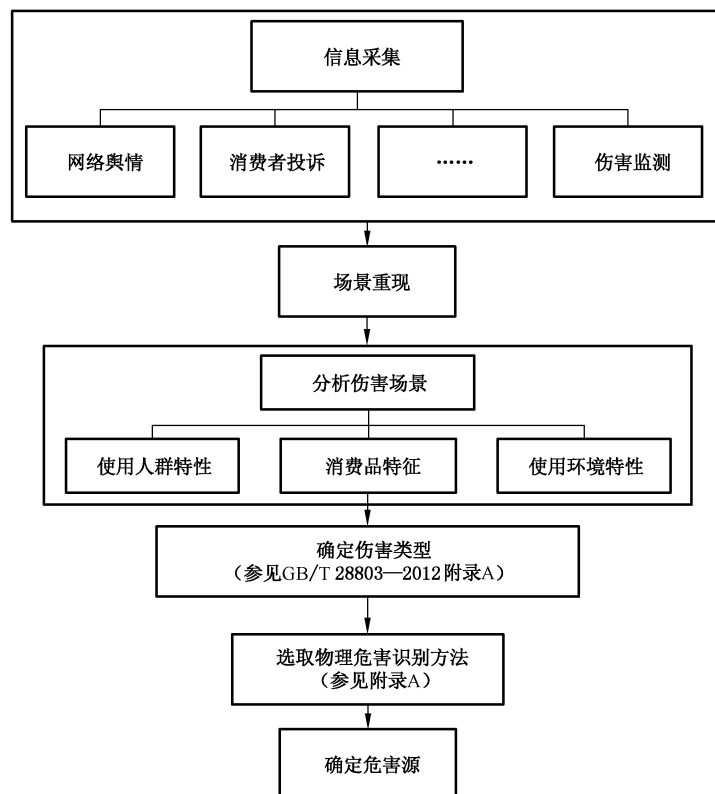 信息采集
网络舆情
消费者投诉
……
伤害监测
场景重现
分析伤害场景
使用人群特性
消费品特征
使用环境特性
确定伤害类型
（参见GB/T 28803—2012附录A）
选取物理危害识别方法
（参见附录A）
确定危害源